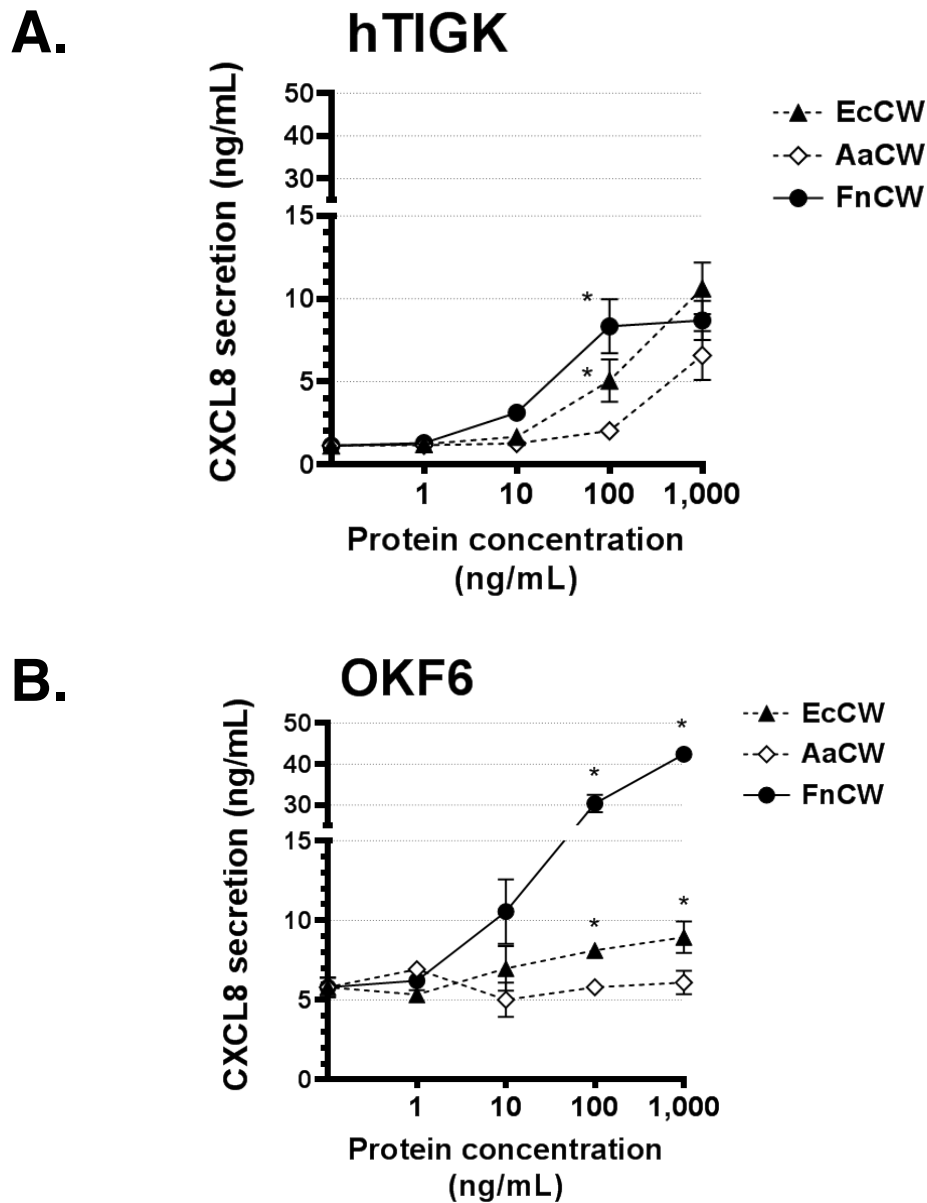 A.
hTIGK
CXCL8 secretion (ng/mL)
50
40
30
15
10
5
0
*
*
1
10
100
1,000
Protein concentration
(ng/mL)
EcCW
AaCW
FnCW
B.
OKF6
CXCL8 secretion (ng/mL)
50
40
30
15
10
5
0
*
*
*
*
1
10
100
1,000
Protein concentration
(ng/mL)
EcCW
AaCW
FnCW